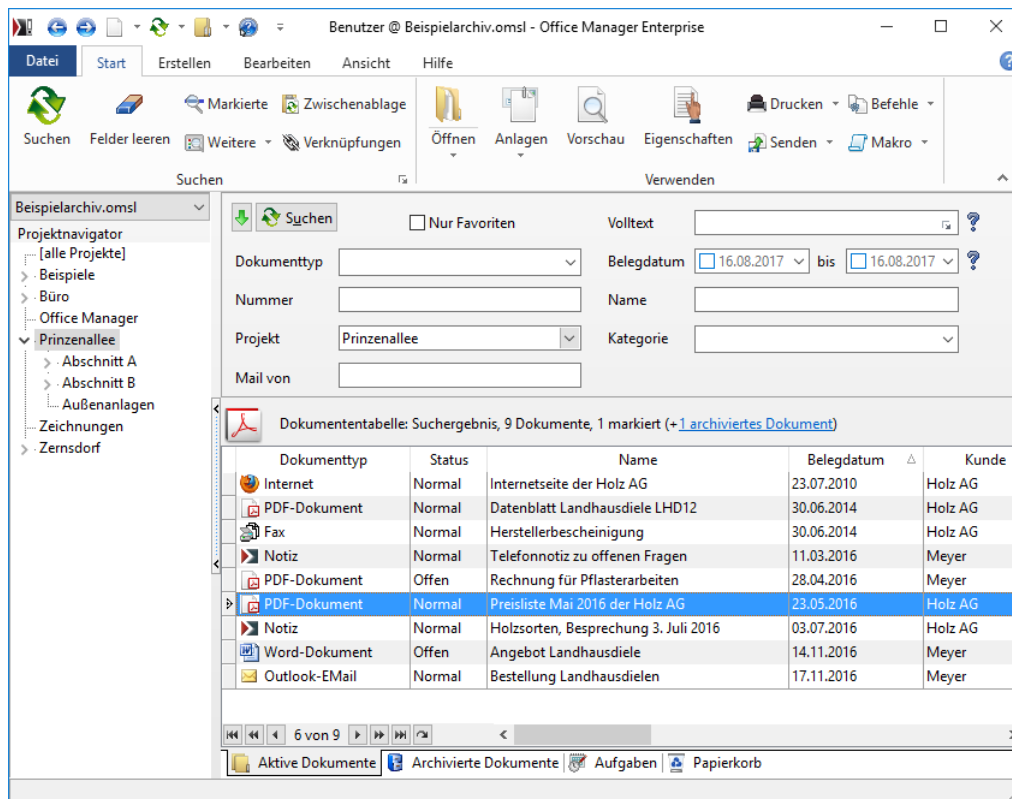 Benutzer @ Beispielarchiv.omsl - Office Manager Enterprise
Datei Start Erstellen Bearbeiten Ansicht Hilfe
Markierte Zwischenablage Drucken Befehle
Suchen Felder leeren Weitere Verknüpfungen Öffnen Anlagen Vorschau Eigenschaften Senden Makro
Suchen Verwenden
Beispielarchiv.omsl
Projektnavigator
[alle Projekte]
Beispiele
Büro
Office Manager
Prinzenallee
Abschnitt A
Abschnitt B
Außenanlagen
Zeichnungen
Zernsdorf
Suchen Nur Favoriten Volltext
Dokumenttyp Belegdatum 16.08.2017 bis 16.08.2017
Nummer Name
Projekt Prinzenallee Kategorie
Mail von
Dokumententabelle: Suchergebnis, 9 Dokumente, 1 markiert (+1 archiviertes Dokument)
Dokumenttyp Status Name Belegdatum Kunde
Internet Normal Internetseite der Holz AG 23.07.2010 Holz AG
PDF-Dokument Normal Datenblatt Landhausdiele LHD12 30.06.2014 Holz AG
Fax Normal Herstellerbescheinigung 30.06.2014 Holz AG
Notiz Normal Telefonnotiz zu offenen Fragen 11.03.2016 Meyer
PDF-Dokument Offen Rechnung für Pflasterarbeiten 28.04.2016 Meyer
PDF-Dokument Normal Preisliste Mai 2016 der Holz AG 23.05.2016 Holz AG
Notiz Normal Holzsorten, Besprechung 3. Juli 2016 03.07.2016 Holz AG
Word-Dokument Offen Angebot Landhausdiele 14.11.2016 Meyer
Outlook-EMail Normal Bestellung Landhausdielen 17.11.2016 Meyer
6 von 9
Aktive Dokumente Archivierte Dokumente Aufgaben Papierkorb